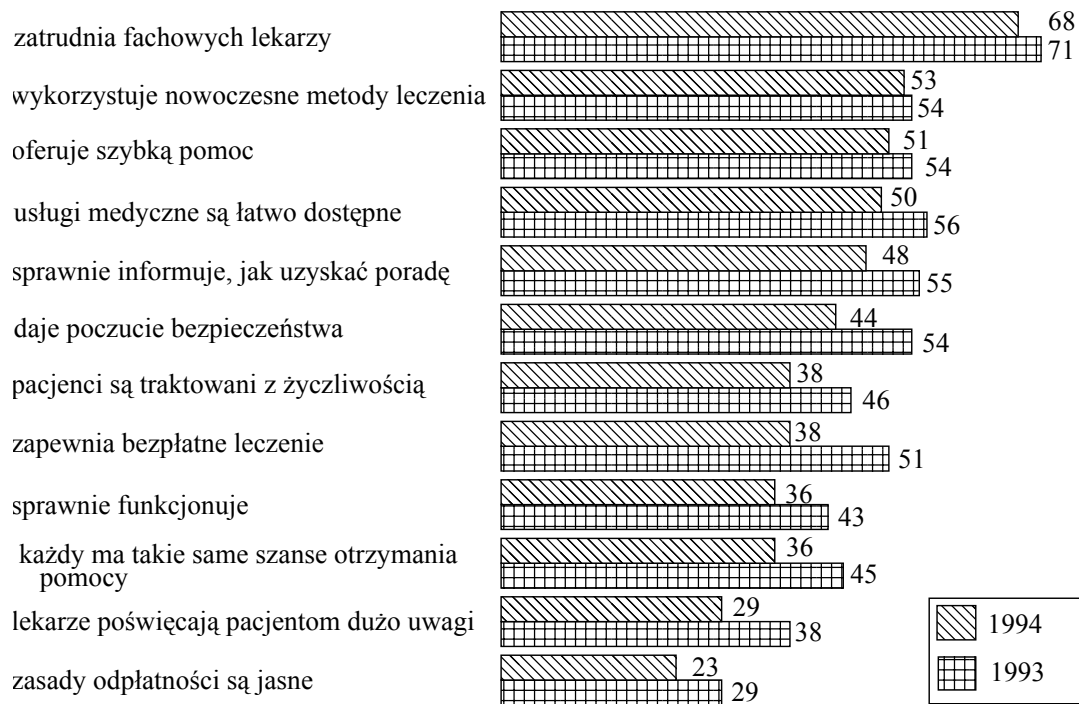 zatrudnia fachowych lekarzy
68
71
wykorzystuje nowoczesne metody leczenia
53
54
oferuje szybką pomoc
51
54
usługi medyczne są łatwo dostępne
50
56
sprawnie informuje, jak uzyskać poradę
48
55
daje poczucie bezpieczeństwa
44
54
pacjenci są traktowani z życzliwością
38
46
zapewnia bezpłatne leczenie
38
51
sprawnie funkcjonuje
36
43
każdy ma takie same szanse otrzymania
pomocy
36
45
lekarze poświęcają pacjentom dużo uwagi
29
38
zasady odpłatności są jasne
23
29
1994
1993